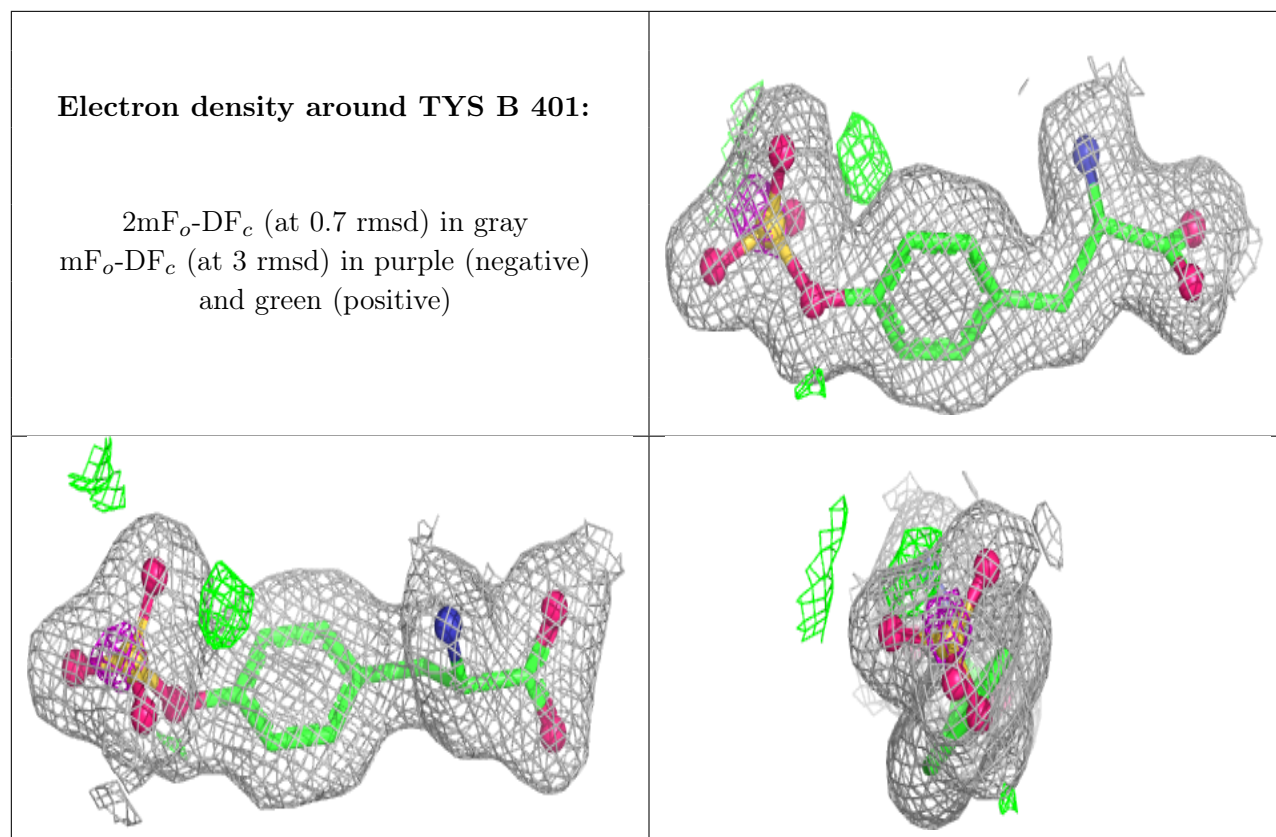 Electron density around TYS B 401:
2mFₒ-DF𝒸 (at 0.7 rmsd) in gray
mFₒ-DF𝒸 (at 3 rmsd) in purple (negative)
and green (positive)